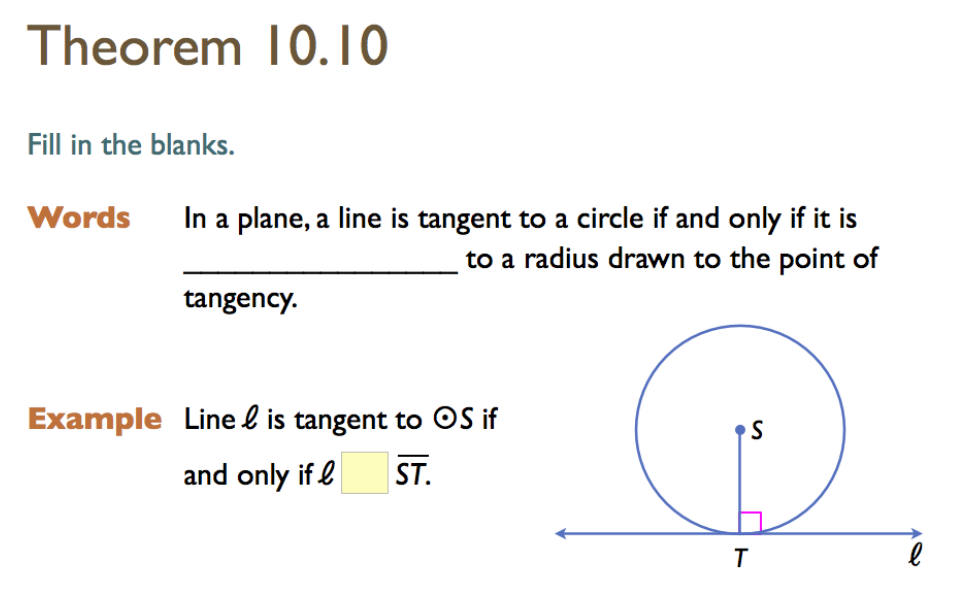 Theorem 10.10
Fill in the blanks.
Words In a plane, a line is tangent to a circle if and only if it is
___________________ to a radius drawn to the point of
tangency.
Example Line ℓ is tangent to ⊙S if
and only if ℓ ST.
S
T
ℓ